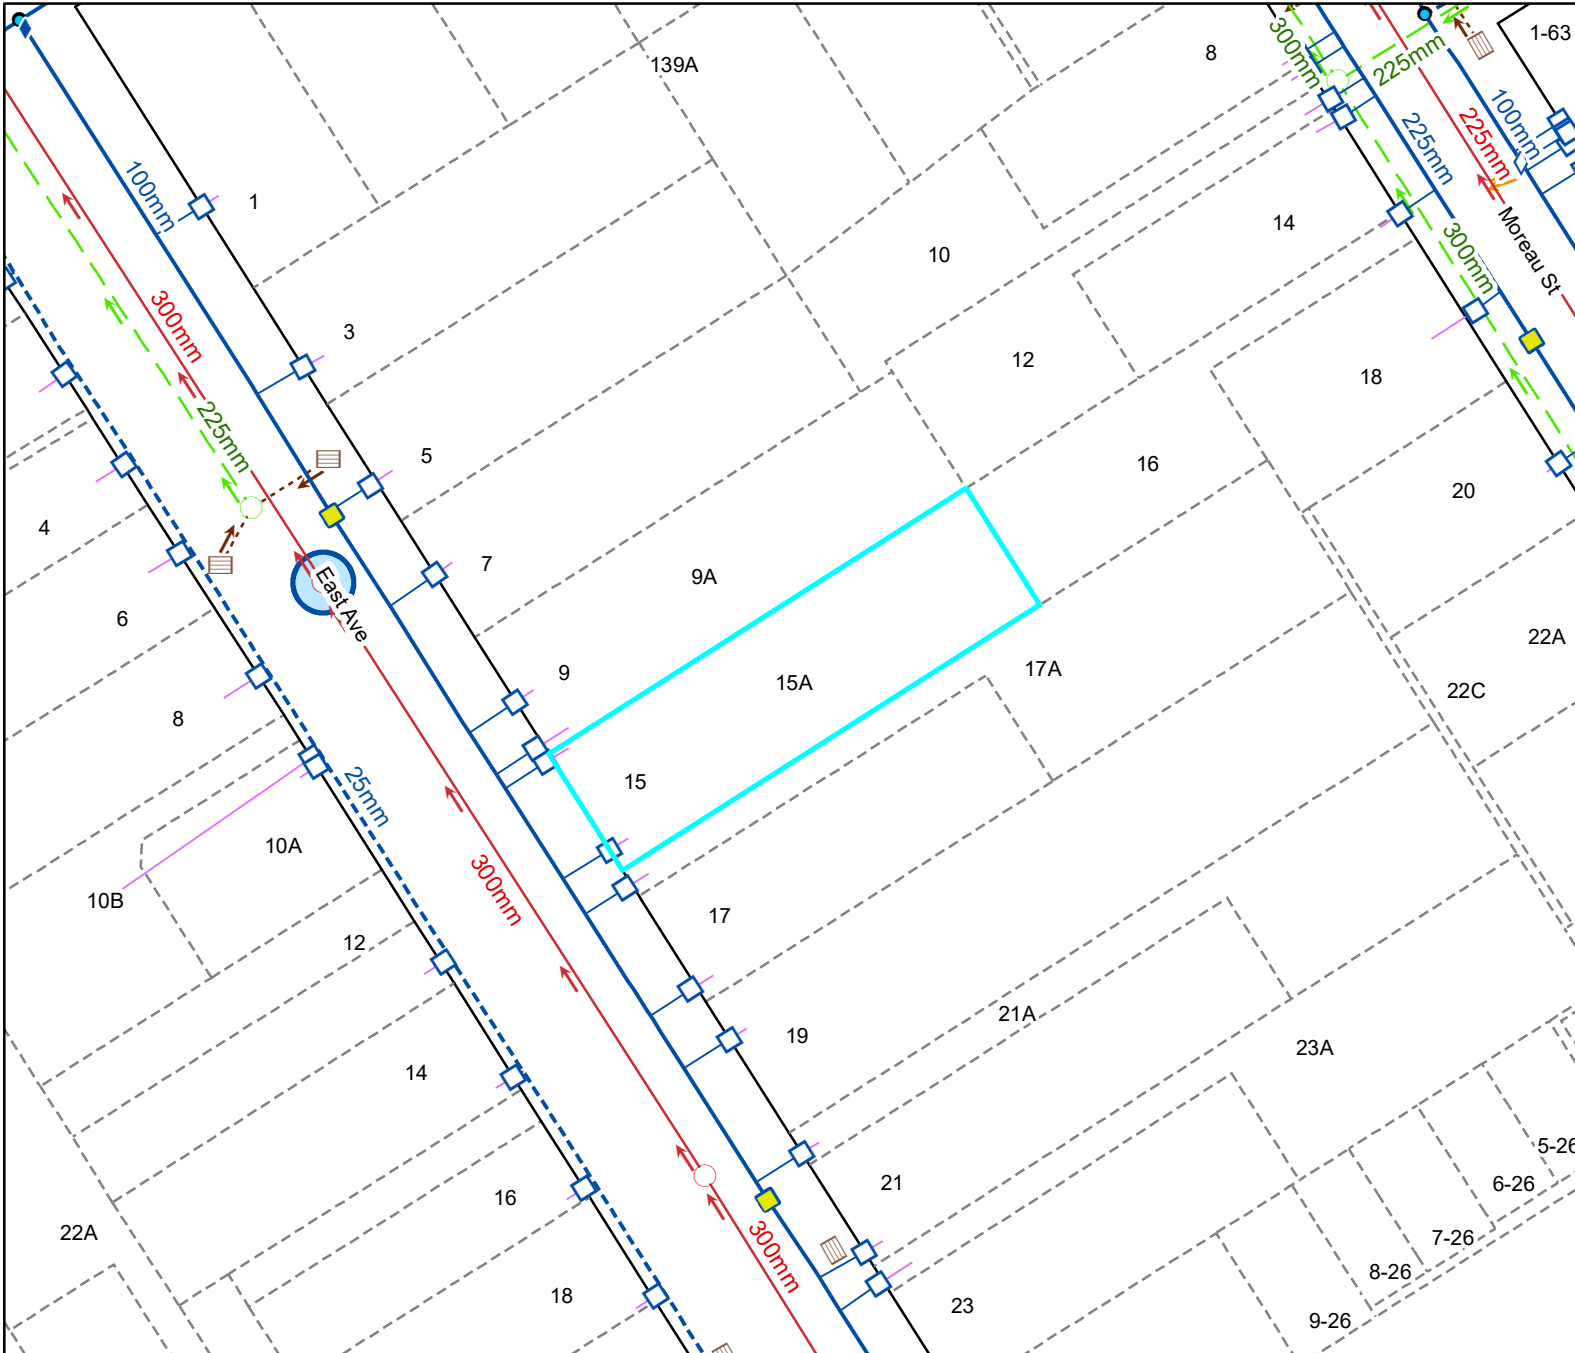 139A
8
1-63
300mm
225mm
100mm
225mm
225mm
100mm
1
14
Moreau St
10
300mm
300mm
3
12
18
225mm
5
16
20
4
7
9A
East Ave
6
22A
9
17A
15A
22C
8
15
25mm
10A
300mm
10B
17
12
21A
19
23A
14
5-26
21
6-26
16
22A
7-26
300mm
8-26
18
23
9-26